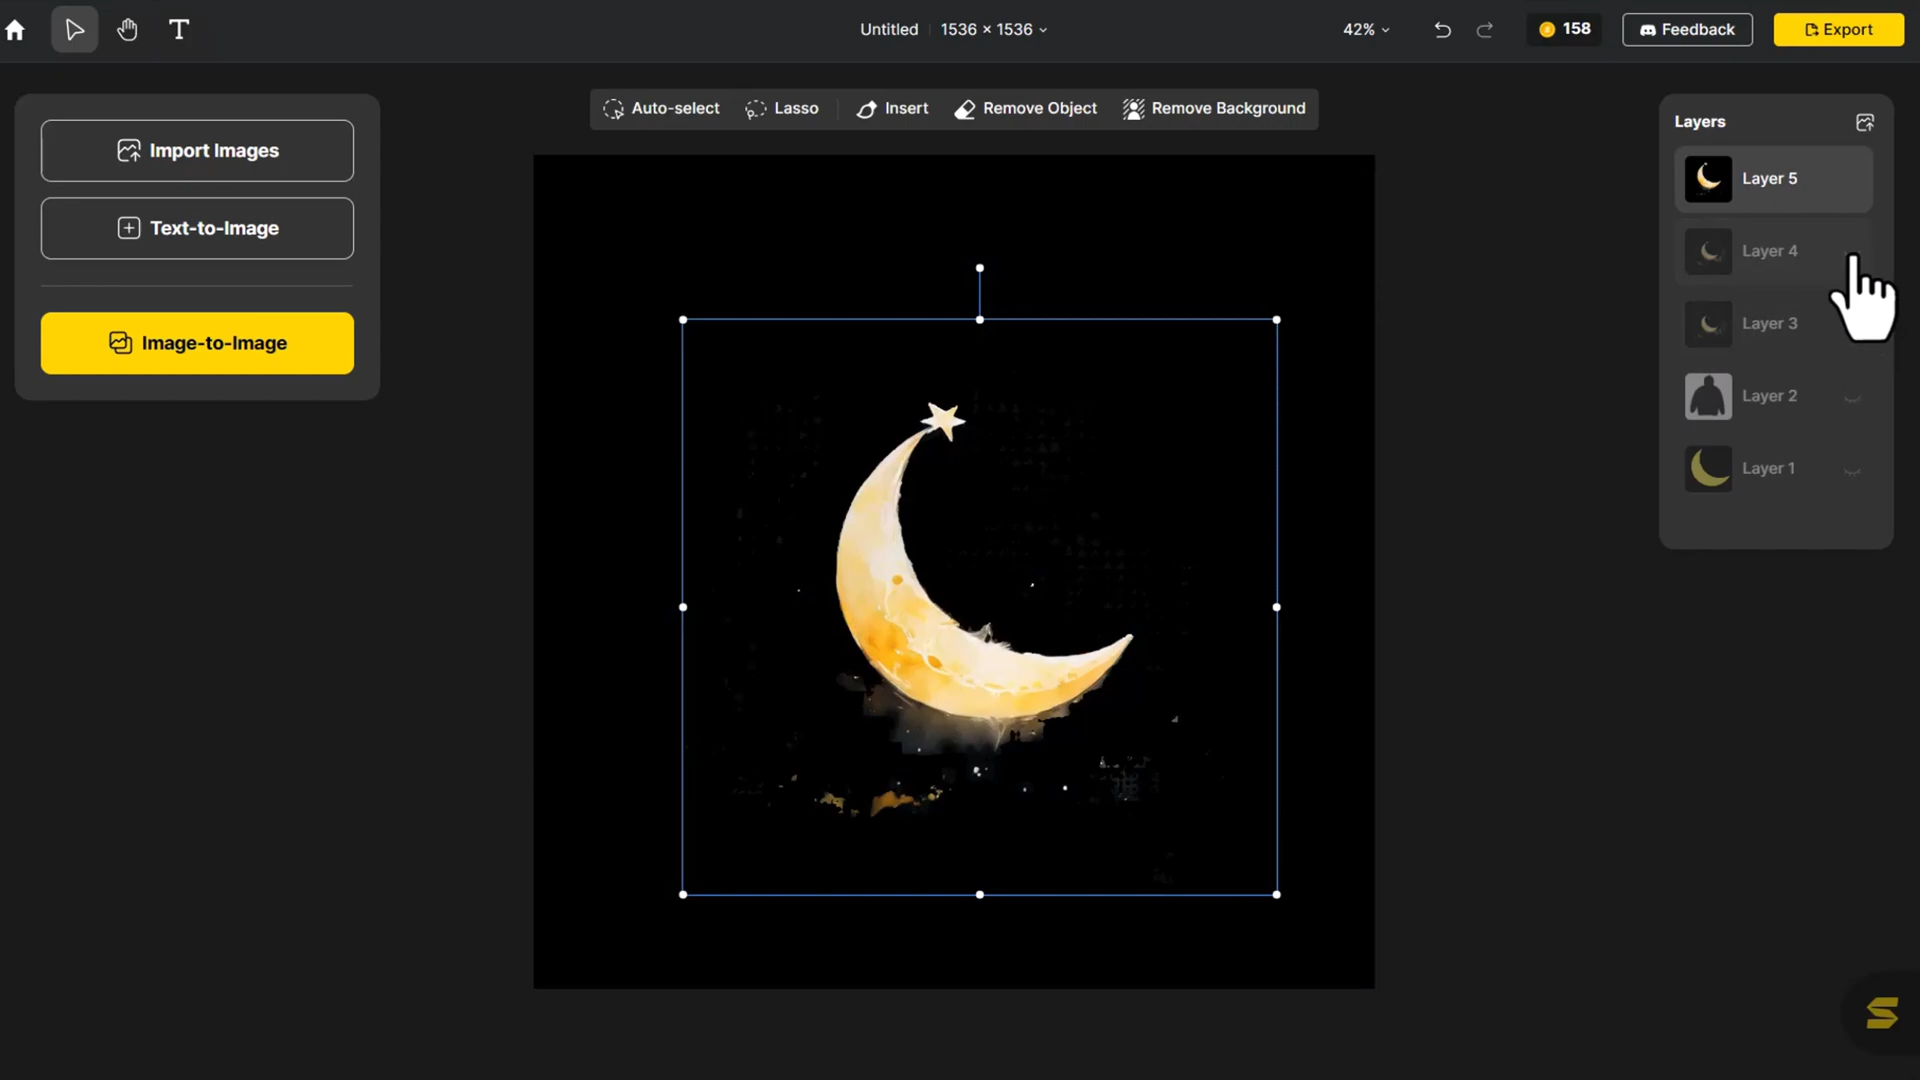 Untitled 1536 × 1536 42% 158 Feedback Export
Auto-select Lasso Insert Remove Object Remove Background
Import Images
Text-to-Image
Image-to-Image
Layers
Layer 5
Layer 4
Layer 3
Layer 2
Layer 1